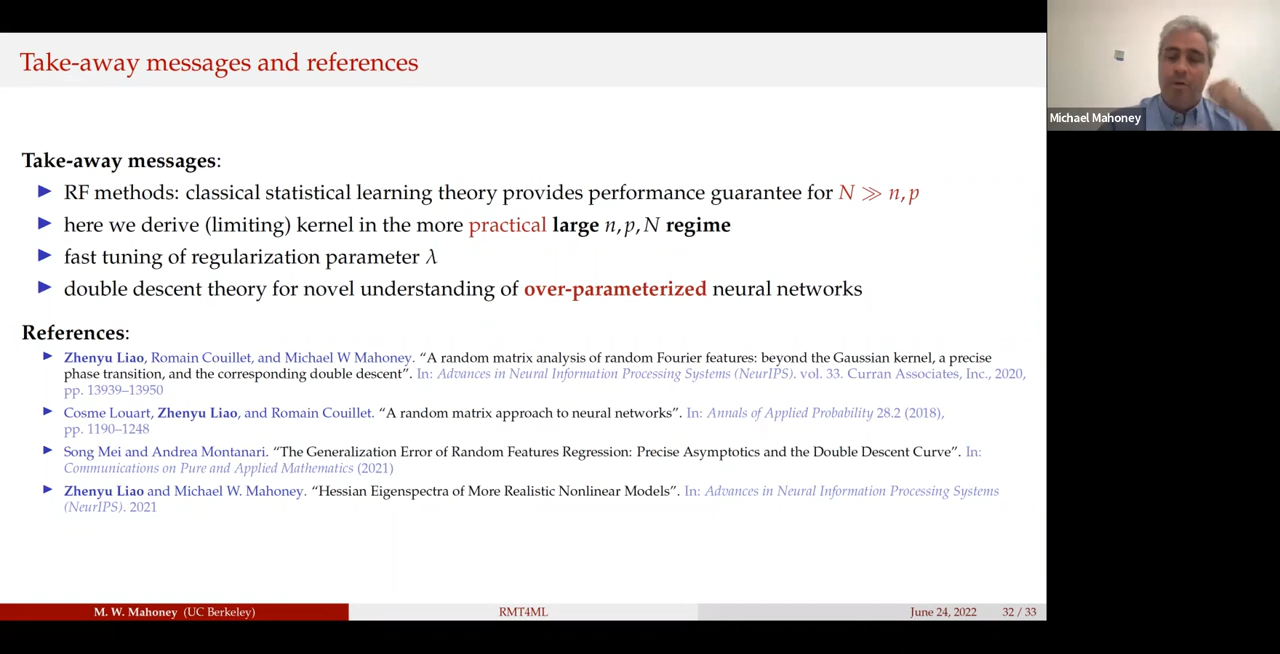 Take-away messages and references
Michael Mahoney
Take-away messages:
RF methods: classical statistical learning theory provides performance guarantee for N ≫ n, p
here we derive (limiting) kernel in the more practical large n, p, N regime
fast tuning of regularization parameter λ
double descent theory for novel understanding of over-parameterized neural networks
References:
Zhenyu Liao, Romain Couillet, and Michael W Mahoney. “A random matrix analysis of random Fourier features: beyond the Gaussian kernel, a precise
phase transition, and the corresponding double descent”. In: Advances in Neural Information Processing Systems (NeurIPS). vol. 33. Curran Associates, Inc., 2020,
pp. 13939–13950
Cosme Louart, Zhenyu Liao, and Romain Couillet. “A random matrix approach to neural networks”. In: Annals of Applied Probability 28.2 (2018),
pp. 1190–1248
Song Mei and Andrea Montanari. “The Generalization Error of Random Features Regression: Precise Asymptotics and the Double Descent Curve”. In:
Communications on Pure and Applied Mathematics (2021)
Zhenyu Liao and Michael W. Mahoney. “Hessian Eigenspectra of More Realistic Nonlinear Models”. In: Advances in Neural Information Processing Systems
(NeurIPS). 2021
M. W. Mahoney (UC Berkeley) RMT4ML June 24, 2022 32 / 33